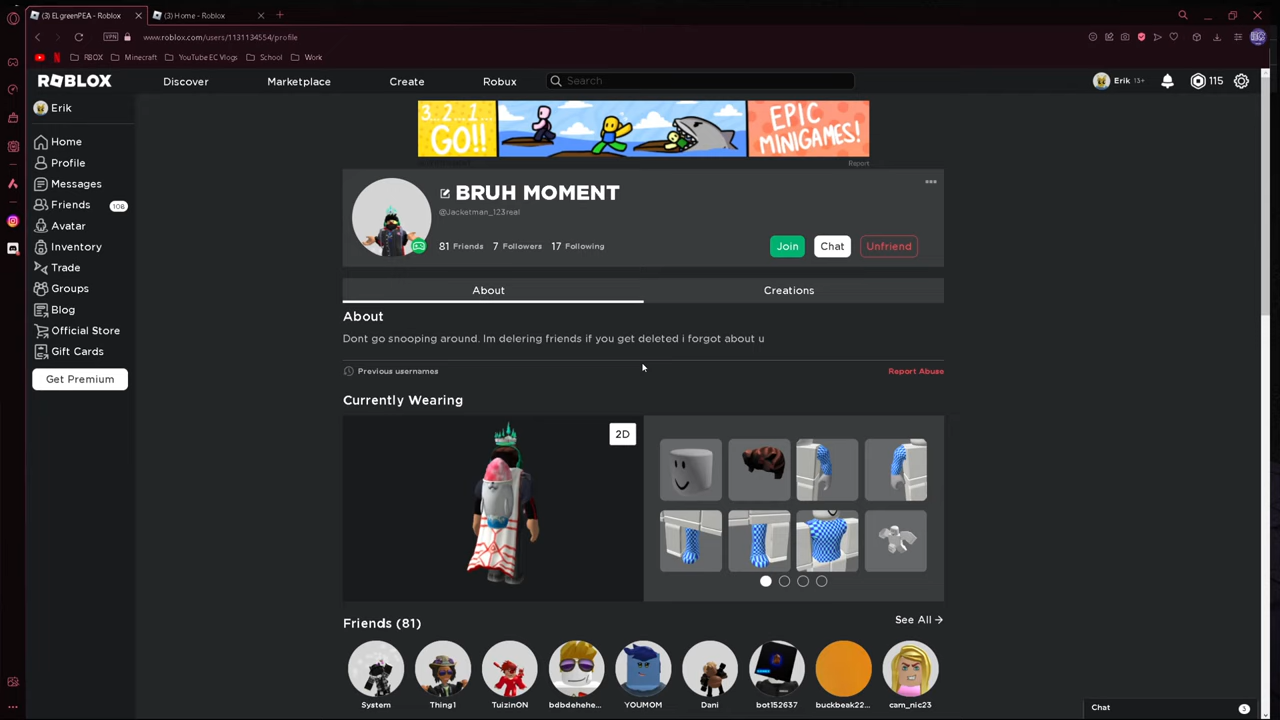 (3) ELgreenPEA - Roblox
(3) Home - Roblox
VPN
www.roblox.com/users/1131134554/profile
RBOX
Minecraft
YouTube EC Vlogs
School
Work
ROBLOX
Discover
Marketplace
Create
Robux
Search
Erik 13+
115
Erik
Home
Profile
Messages
Friends 108
Avatar
Inventory
Trade
Groups
Blog
Official Store
Gift Cards
Get Premium
3.. 2.. 1..
GO!!
EPIC
MINIGAMES!
Report
BRUH MOMENT
@Jacketman_123real
81 Friends 7 Followers 17 Following
Join
Chat
Unfriend
About
Creations
About
Dont go snooping around. Im delering friends if you get deleted i forgot about u
Previous usernames
Report Abuse
Currently Wearing
2D
Friends (81)
See All
System
Thing1
TuizinON
bdbdehehe...
YOUMOM
Dani
bot152637
buckbeak22...
cam_nic23
Chat
3